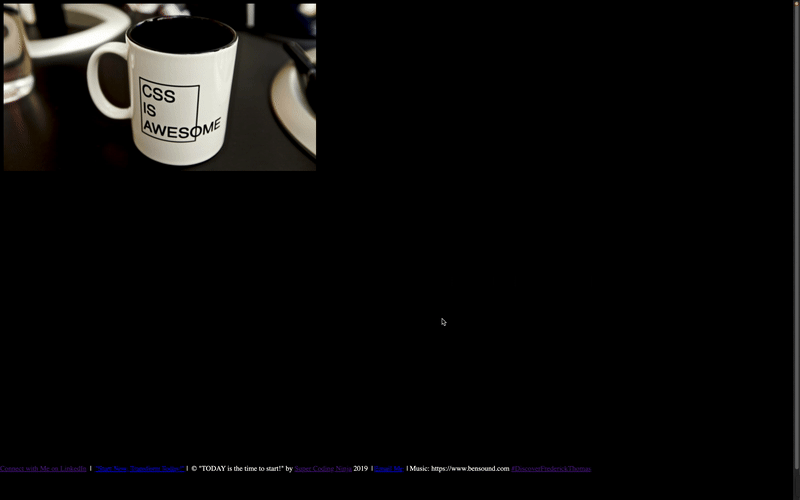 CSS
IS
AWESOME
Connect with Me on LinkedIn | "Start Now, Transform Today!" | © "TODAY is the time to start!" by Super Coding Ninja 2019 | Email Me | Music: https://www.bensound.com #DiscoverFrederickThomas